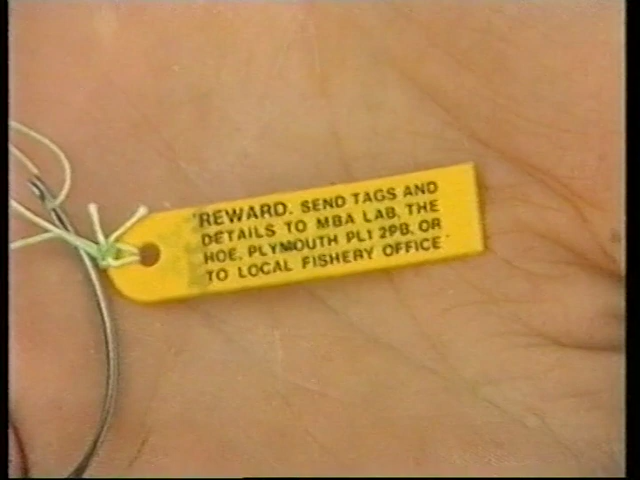 'REWARD. SEND TAGS AND
DETAILS TO MBA LAB, THE
HOE, PLYMOUTH PL1 2PB, OR
TO LOCAL FISHERY OFFICE'